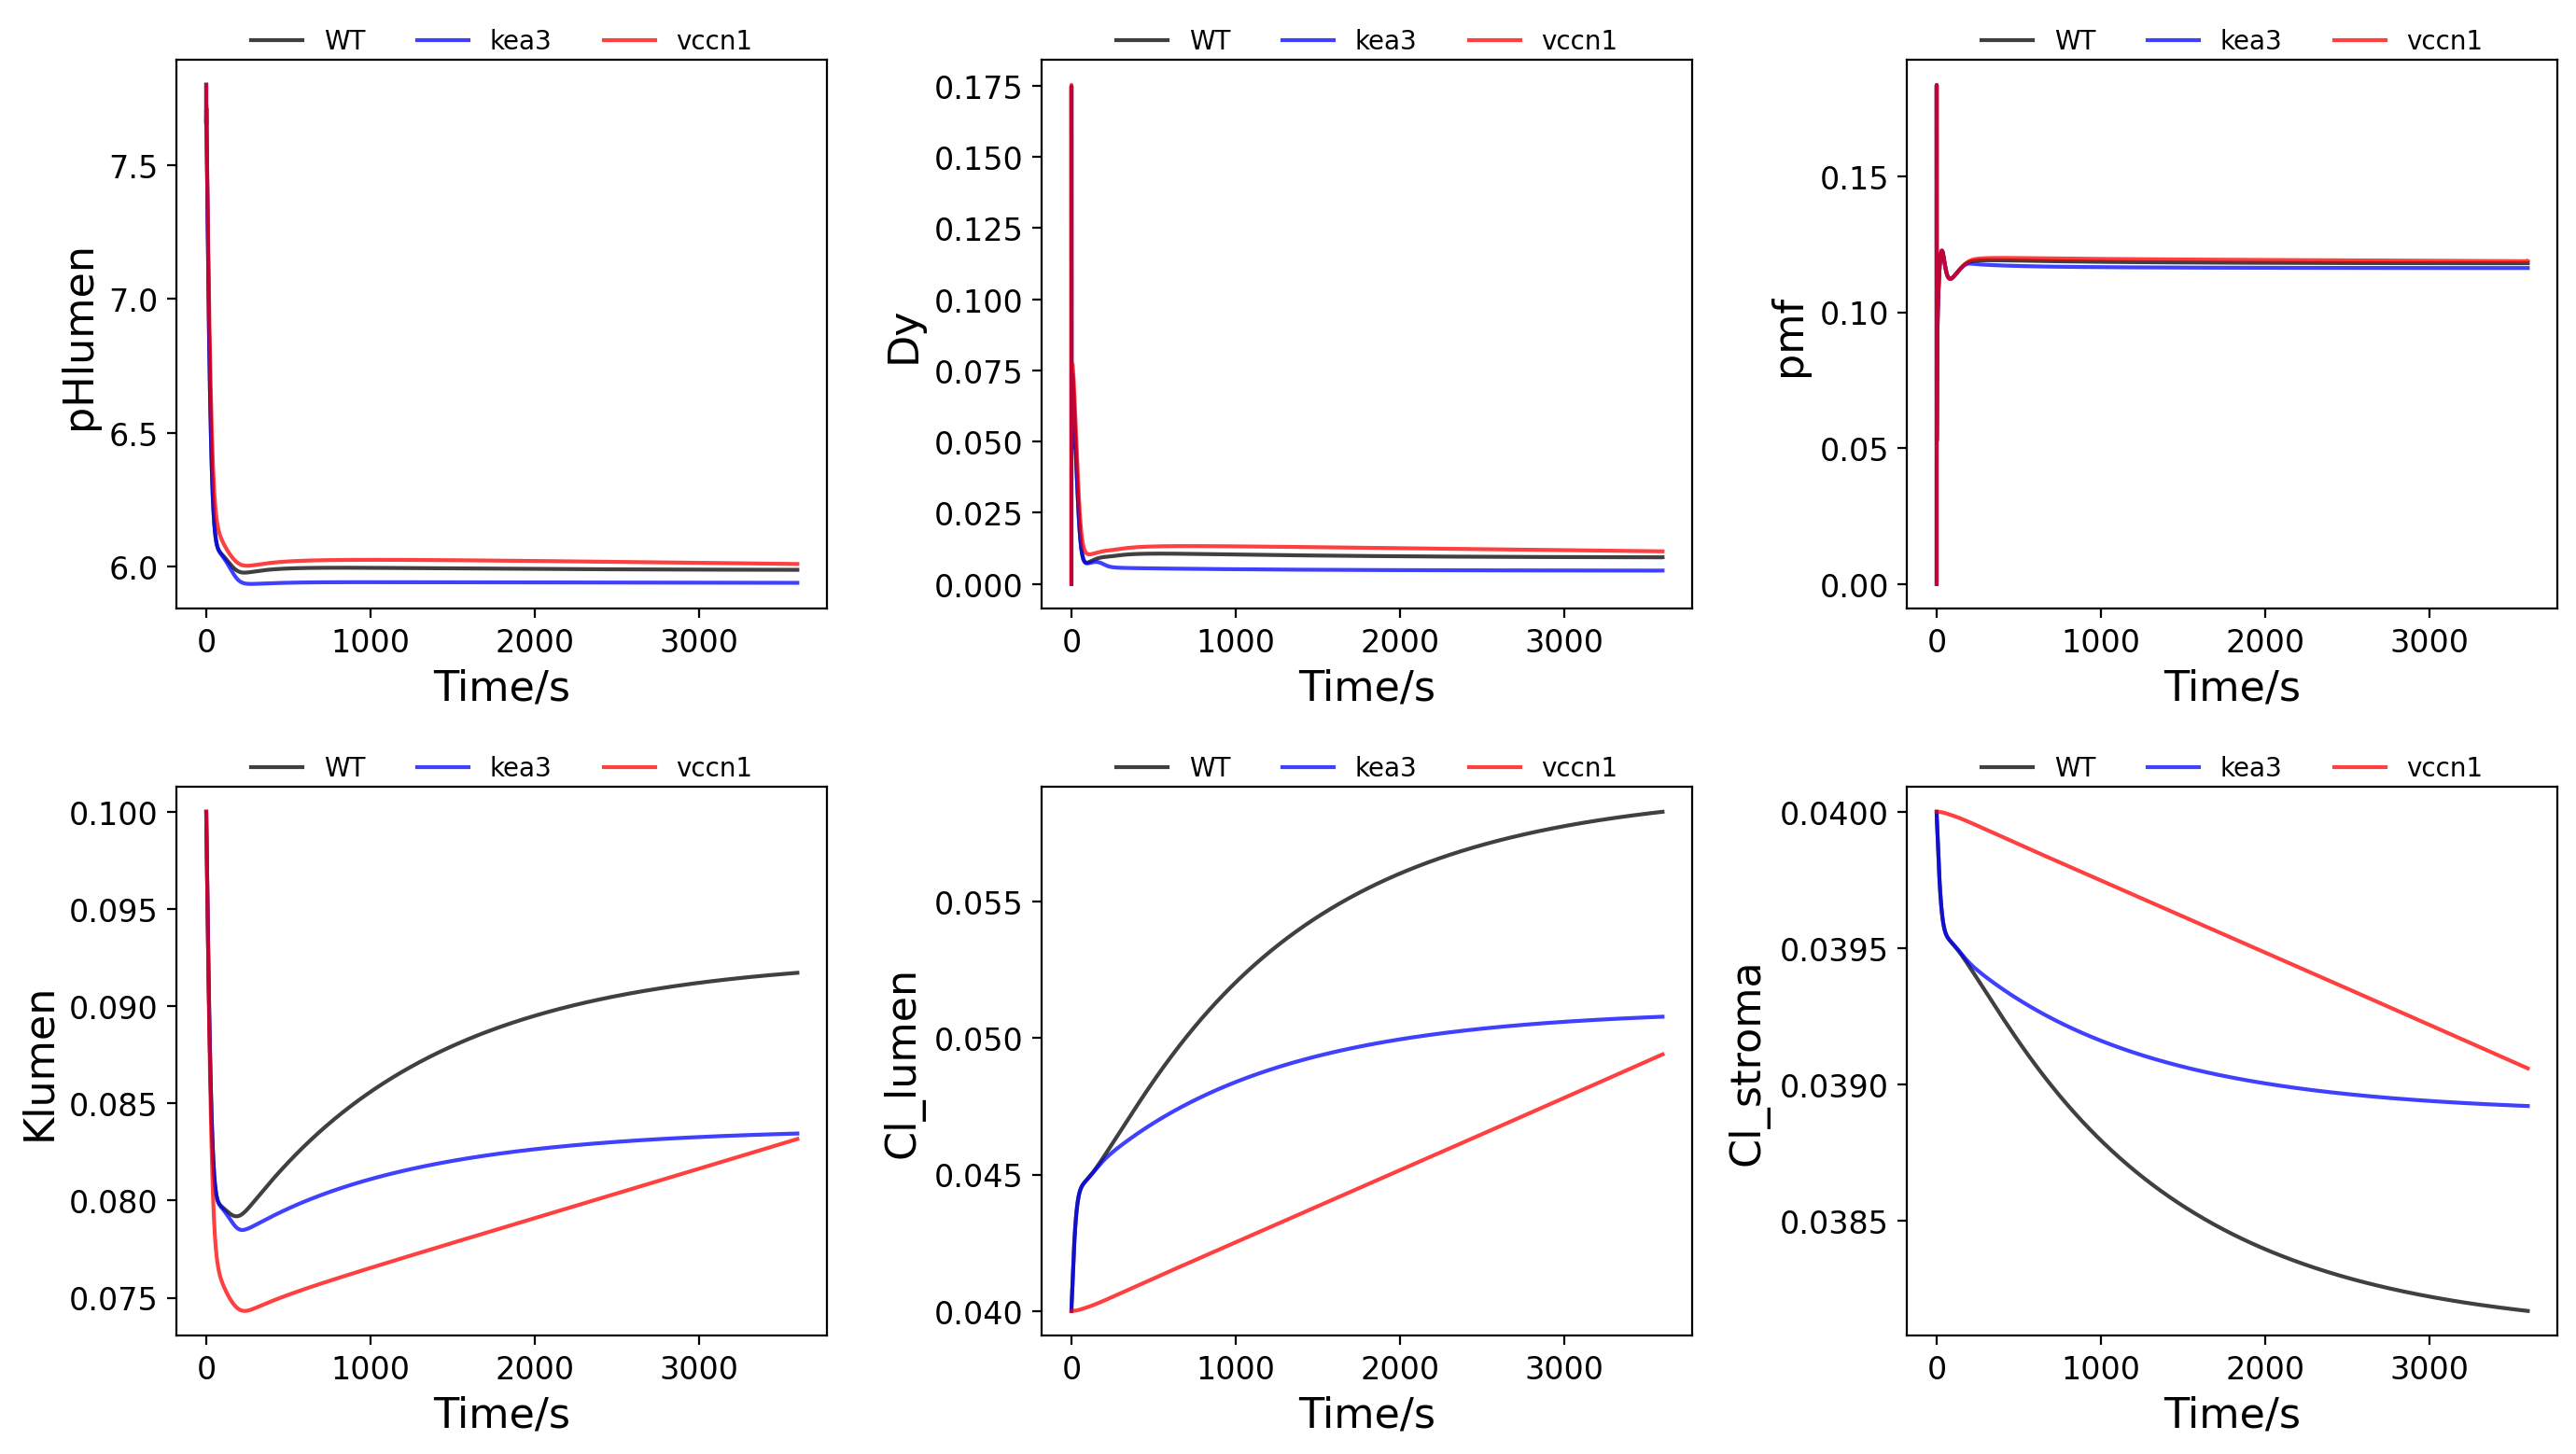 WT kea3 vccn1
pHlumen
7.5
7.0
6.5
6.0
0 1000 2000 3000
Time/s
WT kea3 vccn1
Dy
0.175
0.150
0.125
0.100
0.075
0.050
0.025
0.000
0 1000 2000 3000
Time/s
WT kea3 vccn1
pmf
0.15
0.10
0.05
0.00
0 1000 2000 3000
Time/s
WT kea3 vccn1
Klumen
0.100
0.095
0.090
0.085
0.080
0.075
0 1000 2000 3000
Time/s
WT kea3 vccn1
Cl_lumen
0.055
0.050
0.045
0.040
0 1000 2000 3000
Time/s
WT kea3 vccn1
Cl_stroma
0.0400
0.0395
0.0390
0.0385
0 1000 2000 3000
Time/s